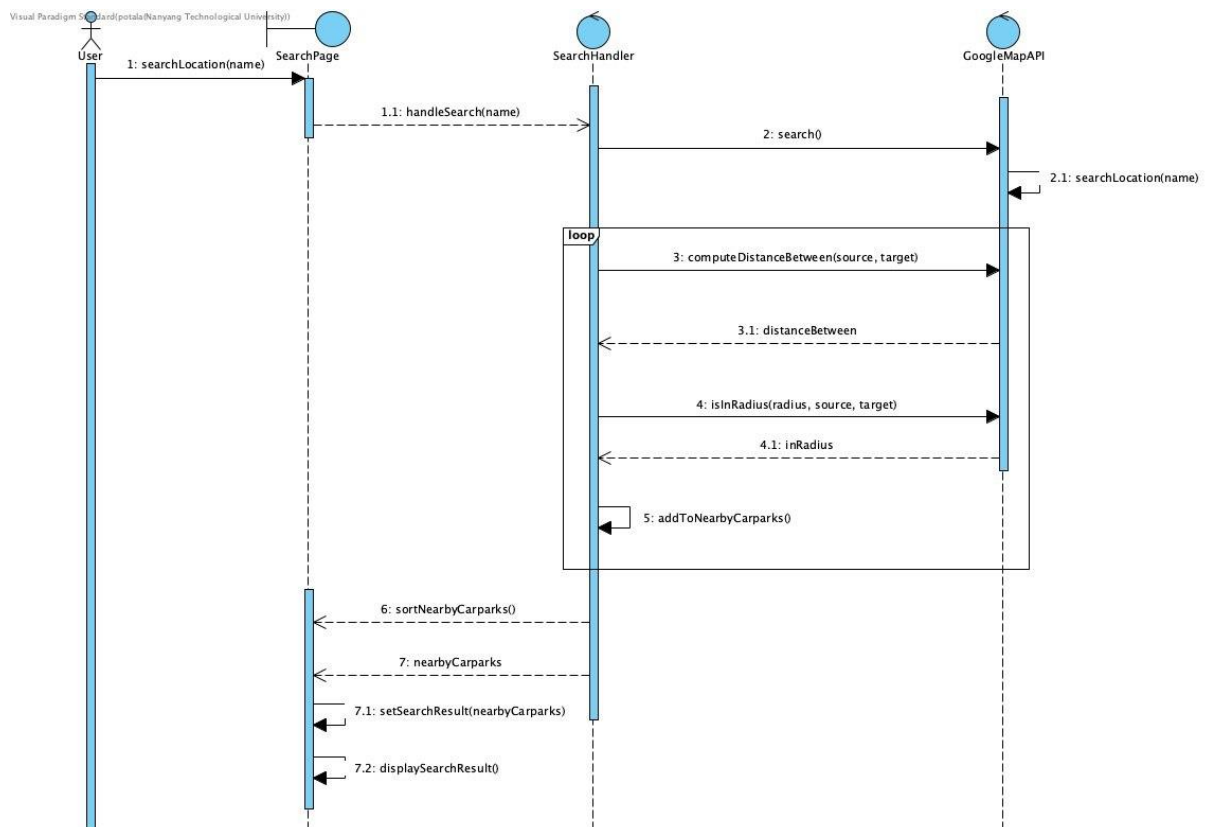 Visual Paradigm Standard(potala(Nanyang Technological University))
User
SearchPage
SearchHandler
GoogleMapAPI
1: searchLocation(name)
1.1: handleSearch(name)
2: search()
2.1: searchLocation(name)
loop
3: computeDistanceBetween(source, target)
3.1: distanceBetween
4: isInRadius(radius, source, target)
4.1: inRadius
5: addToNearbyCarparks()
6: sortNearbyCarparks()
7: nearbyCarparks
7.1: setSearchResult(nearbyCarparks)
7.2: displaySearchResult()